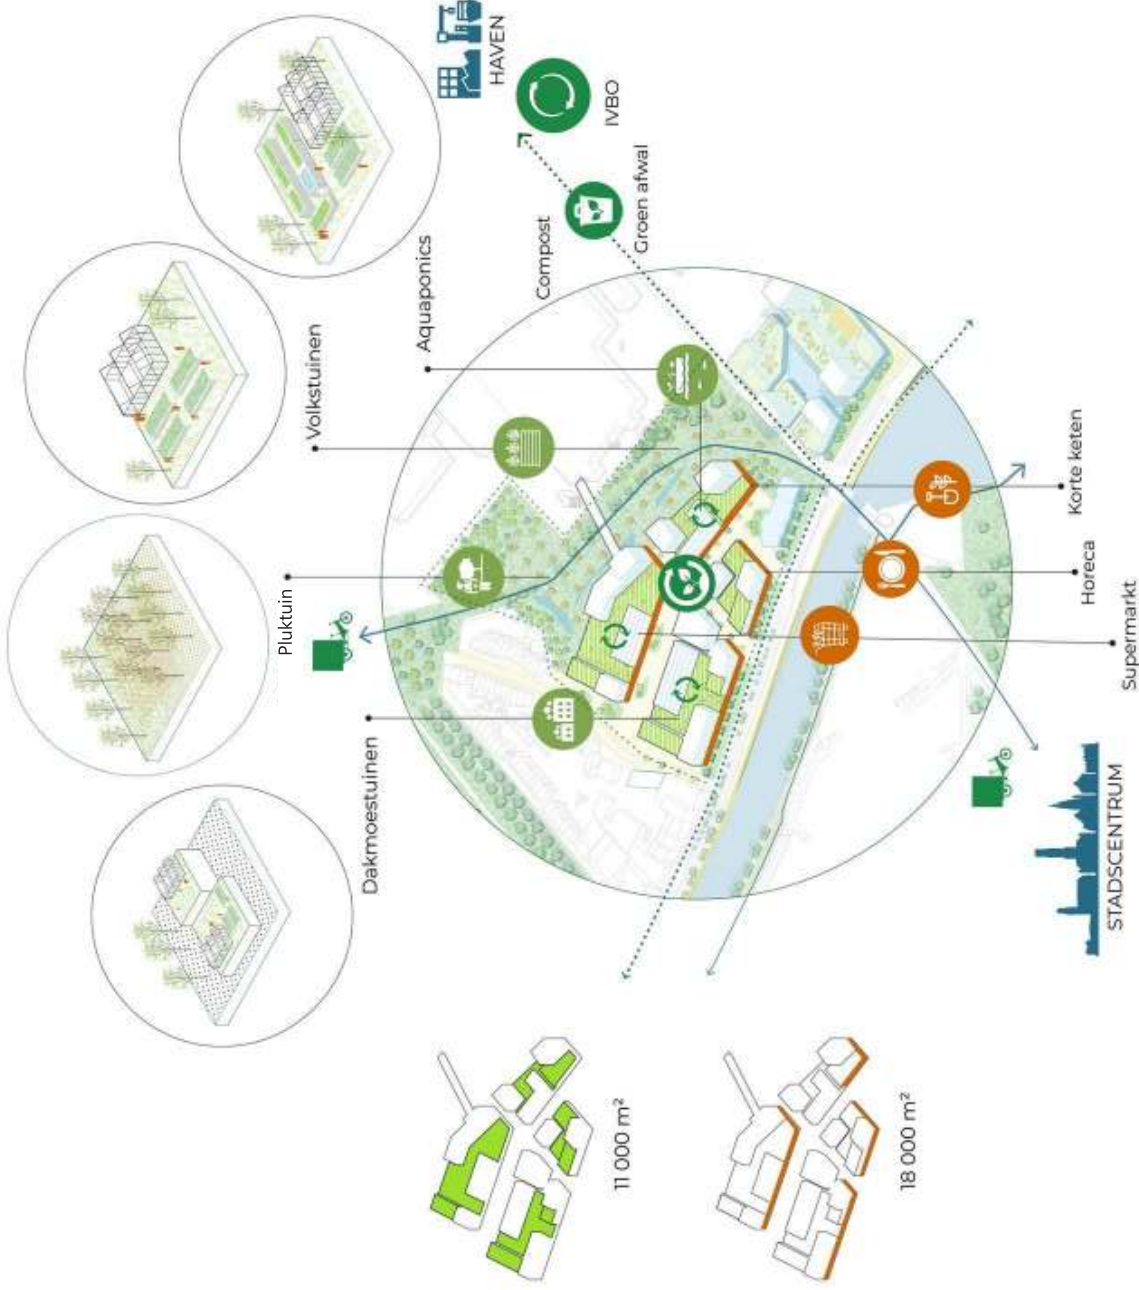 Dakmoestuinen
Pluktuin
Volkstuinen
Aquaponics
Compost
Groen afwal
IVBO
HAVEN
11 000 m²
18 000 m²
STADSCENTRUM
Supermarkt
Horeca
Korte keten